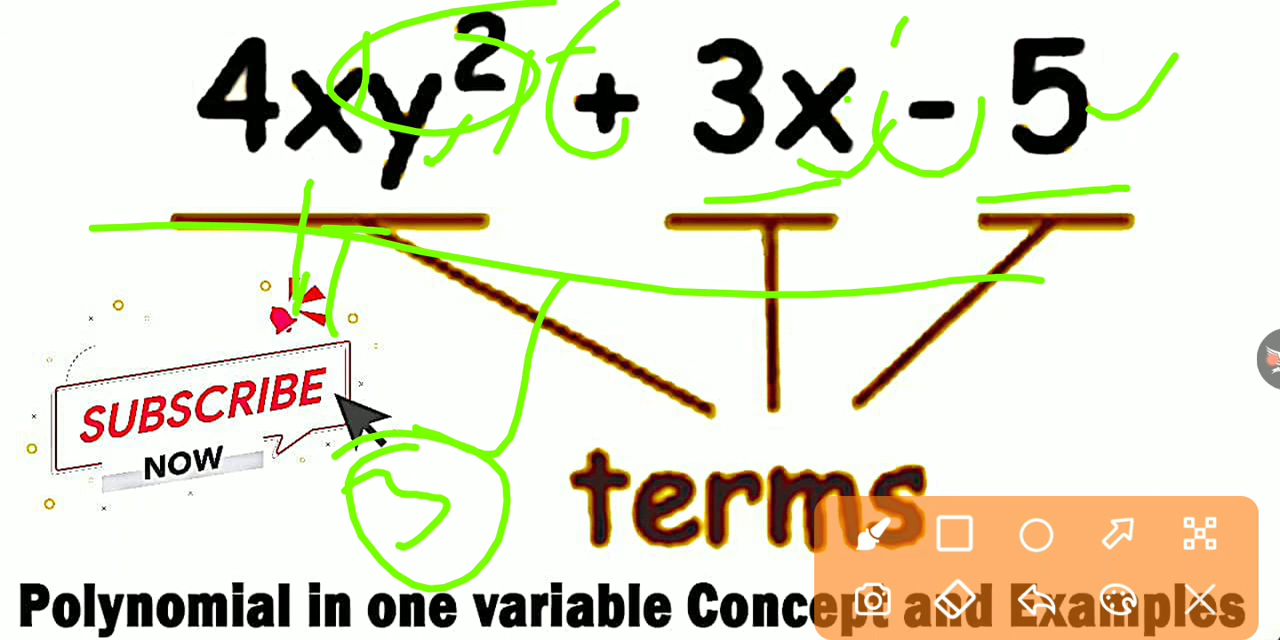 4xy² + 3x - 5
SUBSCRIBE
NOW
terms
Polynomial in one variable Concept and Examples